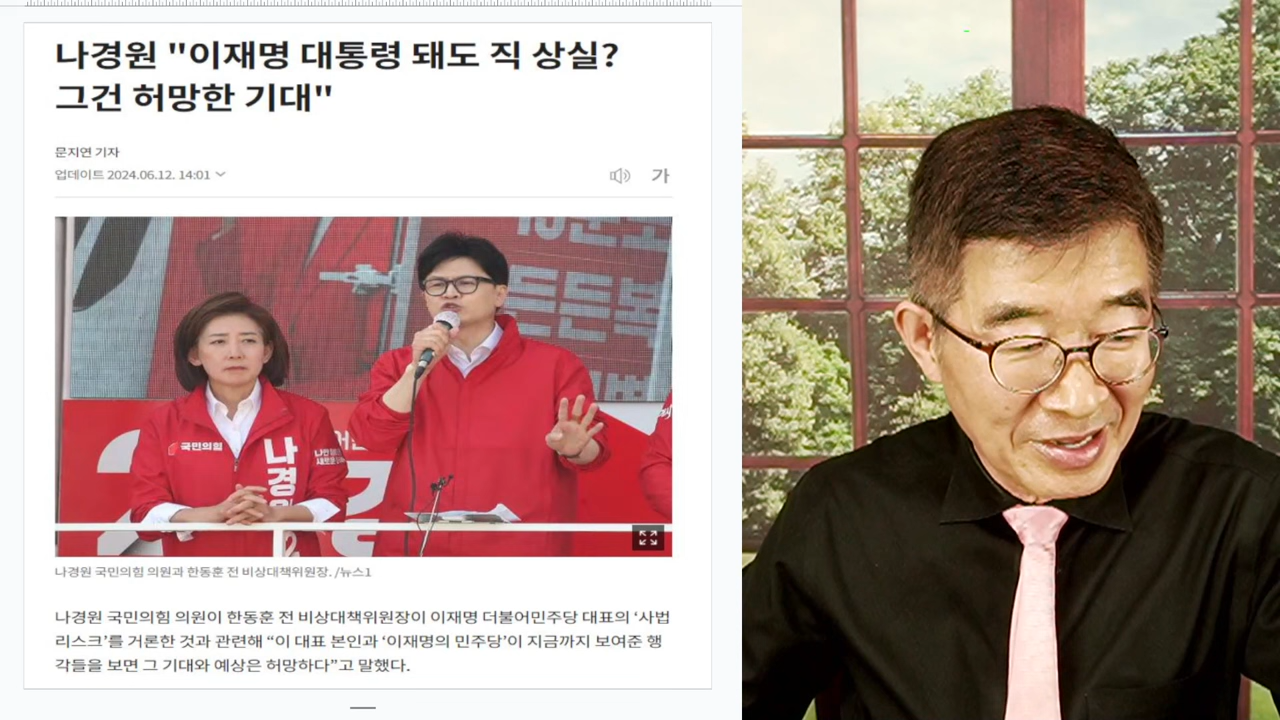 나경원 "이재명 대통령 돼도 직 상실?
그건 허망한 기대"
문지연 기자
업데이트 2024.06.12. 14:01
가
든든
국민의힘
나경원
나경원 국민의힘 의원과 한동훈 전 비상대책위원장. /뉴스1
나경원 국민의힘 의원이 한동훈 전 비상대책위원장이 이재명 더불어민주당 대표의 ‘사법
리스크’를 거론한 것과 관련해 “이 대표 본인과 ‘이재명의 민주당’이 지금까지 보여준 행
각들을 보면 그 기대와 예상은 허망하다”고 말했다.